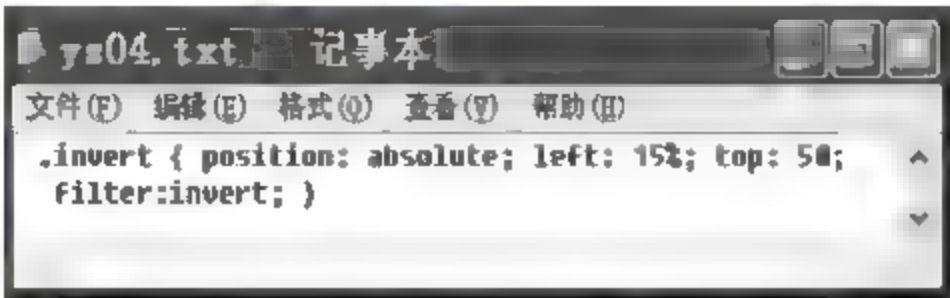 ys04.txt 记事本
文件(F) 编辑(E) 格式(O) 查看(V) 帮助(H)
.invert { position: absolute; left: 15%; top: 50;
filter:invert; }